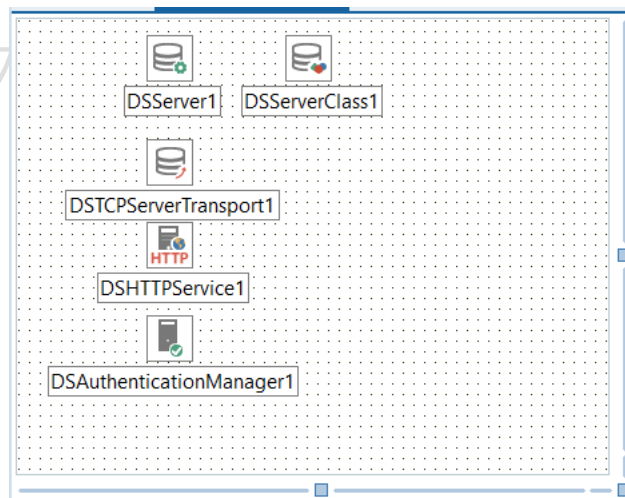 DSServer1 DSServerClass1
DSTCPServerTransport1
HTTP
DSHTTPService1
DSAuthenticationManager1